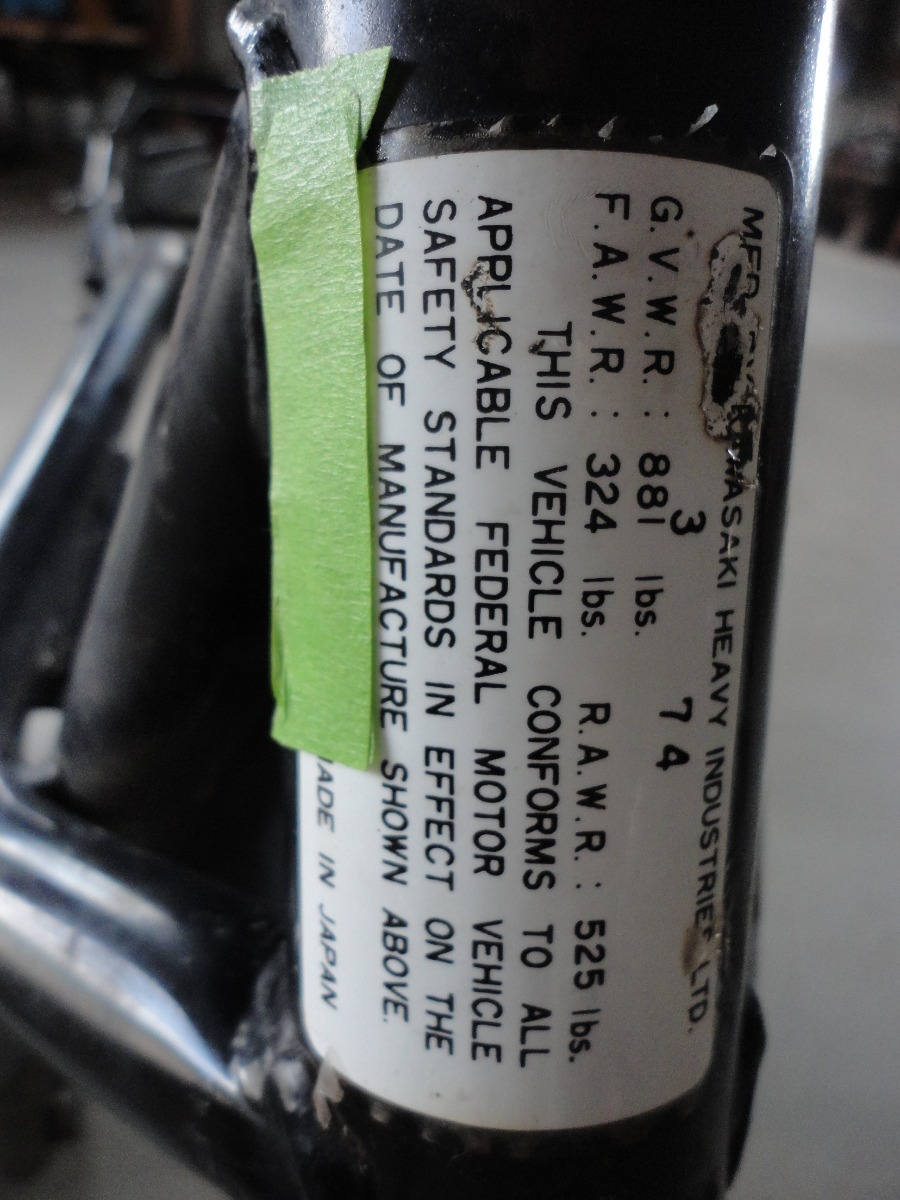 KAWASAKI HEAVY INDUSTRIES LTD.
3 74
G.V.W.R. : 881 lbs.
F.A.W.R. : 324 lbs. R.A.W.R. : 525 lbs.
THIS VEHICLE CONFORMS TO ALL
APPLICABLE FEDERAL MOTOR VEHICLE
SAFETY STANDARDS IN EFFECT ON THE
DATE OF MANUFACTURE SHOWN ABOVE.
IN JAPAN